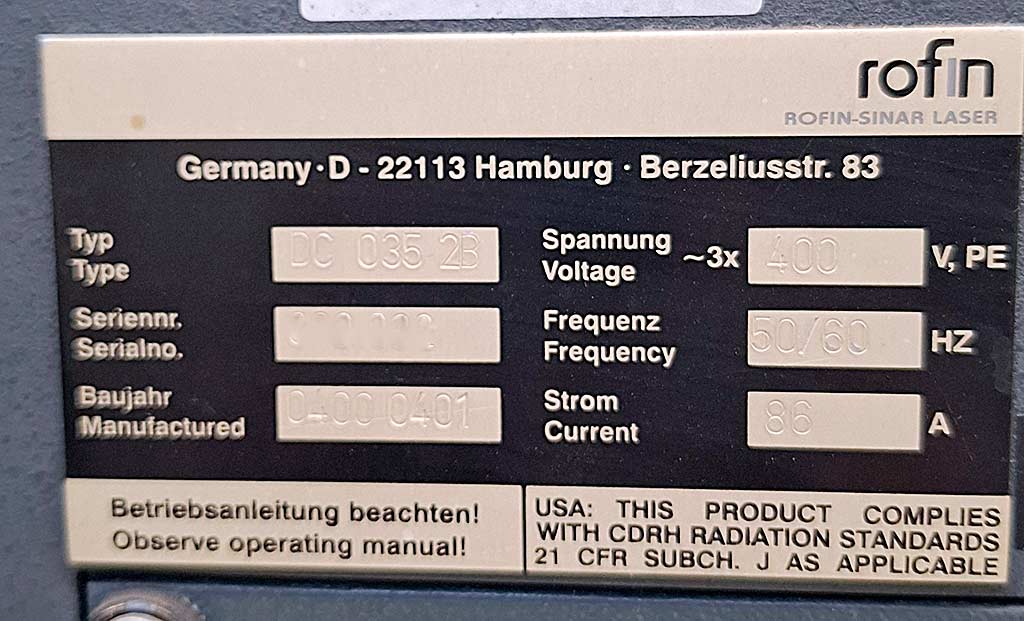 rofin
ROFIN-SINAR LASER
Germany · D - 22113 Hamburg · Berzeliusstr. 83
Typ
Type
DC 035 2B
Spannung
Voltage
~3x
400
V, PE
Seriennr.
Serialno.
Frequenz
Frequency
50/60
HZ
Baujahr
Manufactured
0400 0401
Strom
Current
86
A
Betriebsanleitung beachten!
Observe operating manual!
USA: THIS PRODUCT COMPLIES
WITH CDRH RADIATION STANDARDS
21 CFR SUBCH. J AS APPLICABLE